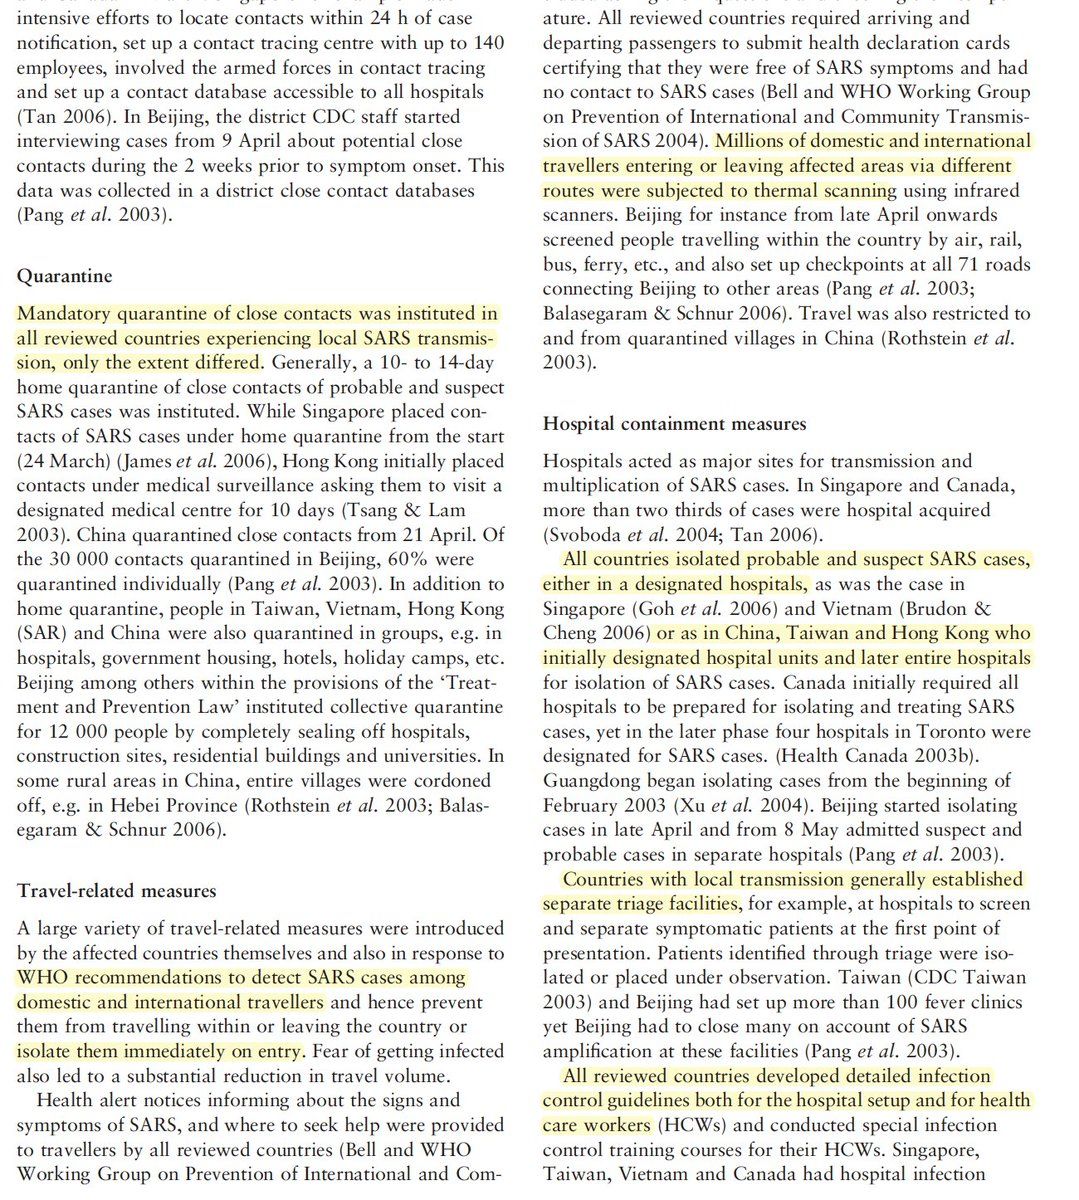 intensive efforts to locate contacts within 24 h of case
notification, set up a contact tracing centre with up to 140
employees, involved the armed forces in contact tracing
and set up a contact database accessible to all hospitals
(Tan 2006). In Beijing, the district CDC staff started
interviewing cases from 9 April about potential close
contacts during the 2 weeks prior to symptom onset. This
data was collected in a district close contact databases
(Pang et al. 2003).
Quarantine
Mandatory quarantine of close contacts was instituted in
all reviewed countries experiencing local SARS transmis-
sion, only the extent differed. Generally, a 10- to 14-day
home quarantine of close contacts of probable and suspect
SARS cases was instituted. While Singapore placed con-
tacts of SARS cases under home quarantine from the start
(24 March) (James et al. 2006), Hong Kong initially placed
contacts under medical surveillance asking them to visit a
designated medical centre for 10 days (Tsang & Lam
2003). China quarantined close contacts from 21 April. Of
the 30 000 contacts quarantined in Beijing, 60% were
quarantined individually (Pang et al. 2003). In addition to
home quarantine, people in Taiwan, Vietnam, Hong Kong
(SAR) and China were also quarantined in groups, e.g. in
hospitals, government housing, hotels, holiday camps, etc.
Beijing among others within the provisions of the ‘Treat-
ment and Prevention Law’ instituted collective quarantine
for 12 000 people by completely sealing off hospitals,
construction sites, residential buildings and universities. In
some rural areas in China, entire villages were cordoned
off, e.g. in Hebei Province (Rothstein et al. 2003; Balas-
egaram & Schnur 2006).
Travel-related measures
A large variety of travel-related measures were introduced
by the affected countries themselves and also in response to
WHO recommendations to detect SARS cases among
domestic and international travellers and hence prevent
them from travelling within or leaving the country or
isolate them immediately on entry. Fear of getting infected
also led to a substantial reduction in travel volume.
Health alert notices informing about the signs and
symptoms of SARS, and where to seek help were provided
to travellers by all reviewed countries (Bell and WHO
Working Group on Prevention of International and Com-
ature. All reviewed countries required arriving and
departing passengers to submit health declaration cards
certifying that they were free of SARS symptoms and had
no contact to SARS cases (Bell and WHO Working Group
on Prevention of International and Community Transmis-
sion of SARS 2004). Millions of domestic and international
travellers entering or leaving affected areas via different
routes were subjected to thermal scanning using infrared
scanners. Beijing for instance from late April onwards
screened people travelling within the country by air, rail,
bus, ferry, etc., and also set up checkpoints at all 71 roads
connecting Beijing to other areas (Pang et al. 2003;
Balasegaram & Schnur 2006). Travel was also restricted to
and from quarantined villages in China (Rothstein et al.
2003).
Hospital containment measures
Hospitals acted as major sites for transmission and
multiplication of SARS cases. In Singapore and Canada,
more than two thirds of cases were hospital acquired
(Svoboda et al. 2004; Tan 2006).
All countries isolated probable and suspect SARS cases,
either in a designated hospitals, as was the case in
Singapore (Goh et al. 2006) and Vietnam (Brudon &
Cheng 2006) or as in China, Taiwan and Hong Kong who
initially designated hospital units and later entire hospitals
for isolation of SARS cases. Canada initially required all
hospitals to be prepared for isolating and treating SARS
cases, yet in the later phase four hospitals in Toronto were
designated for SARS cases. (Health Canada 2003b).
Guangdong began isolating cases from the beginning of
February 2003 (Xu et al. 2004). Beijing started isolating
cases in late April and from 8 May admitted suspect and
probable cases in separate hospitals (Pang et al. 2003).
Countries with local transmission generally established
separate triage facilities, for example, at hospitals to screen
and separate symptomatic patients at the first point of
presentation. Patients identified through triage were iso-
lated or placed under observation. Taiwan (CDC Taiwan
2003) and Beijing had set up more than 100 fever clinics
yet Beijing had to close many on account of SARS
amplification at these facilities (Pang et al. 2003).
All reviewed countries developed detailed infection
control guidelines both for the hospital setup and for health
care workers (HCWs) and conducted special infection
control training courses for their HCWs. Singapore,
Taiwan, Vietnam and Canada had hospital infection